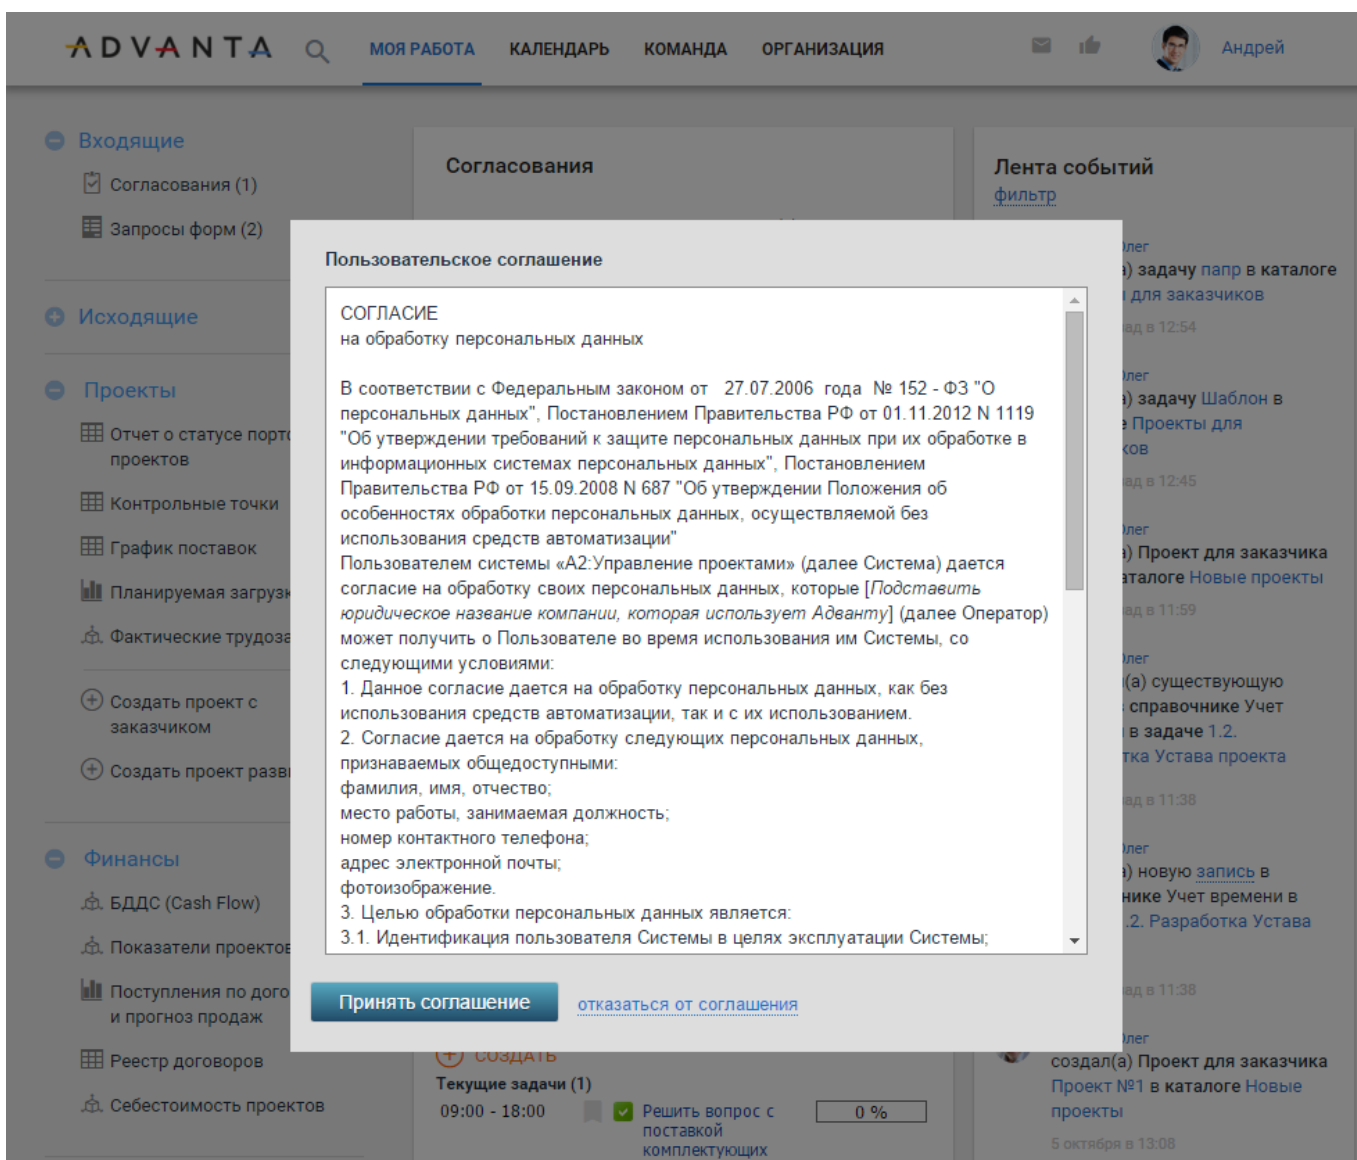 ADVANTA
МОЯ РАБОТА
КАЛЕНДАРЬ
КОМАНДА
ОРГАНИЗАЦИЯ
Андрей
Входящие
Согласования (1)
Запросы форм (2)
Исходящие
Проекты
Отчет о статусе
проектов
Контрольные точки
График поставок
Планируемая
Фактические
Создать проект с
заказчиком
Создать проект
Финансы
БДДС (Cash Flow)
Показатели проектов
Поступления по
и прогноз продаж
Реестр договоров
Себестоимость проектов
Согласования
Пользовательское соглашение
СОГЛАСИЕ
на обработку персональных данных
В соответствии с Федеральным законом от 27.07.2006 года № 152 - ФЗ "О
персональных данных", Постановлением Правительства РФ от 01.11.2012 N 1119
"Об утверждении требований к защите персональных данных при их обработке в
информационных системах персональных данных", Постановлением
Правительства РФ от 15.09.2008 N 687 "Об утверждении Положения об
особенностях обработки персональных данных, осуществляемой без
использования средств автоматизации"
Пользователем системы «А2:Управление проектами» (далее Система) дается
согласие на обработку своих персональных данных, которые [Подставить
юридическое название компании, которая использует Адванту] (далее Оператор)
может получить о Пользователе во время использования им Системы, со
следующими условиями:
1. Данное согласие дается на обработку персональных данных, как без
использования средств автоматизации, так и с их использованием.
2. Согласие дается на обработку следующих персональных данных,
признаваемых общедоступными:
фамилия, имя, отчество;
место работы, занимаемая должность;
номер контактного телефона;
адрес электронной почты;
фотоизображение.
3. Целью обработки персональных данных является:
3.1. Идентификация пользователя Системы в целях эксплуатации Системы;
Принять соглашение
отказаться от соглашения
СОЗДАТЬ
Текущие задачи (1)
09:00 - 18:00
Решить вопрос с
поставкой
комплектующих
0 %
Лента событий
фильтр
задачу папр в каталоге
для заказчиков
в 12:54
задачу Шаблон в
Проекты для
в 12:45
Проект для заказчика
Новые проекты
в 11:59
существующую
справочнике Учет
в задаче 1.2.
Устава проекта
в 11:38
новую запись в
Учет времени в
Разработка Устава
в 11:38
создал(а) Проект для заказчика
Проект №1 в каталоге Новые
проекты
5 октября в 13:08